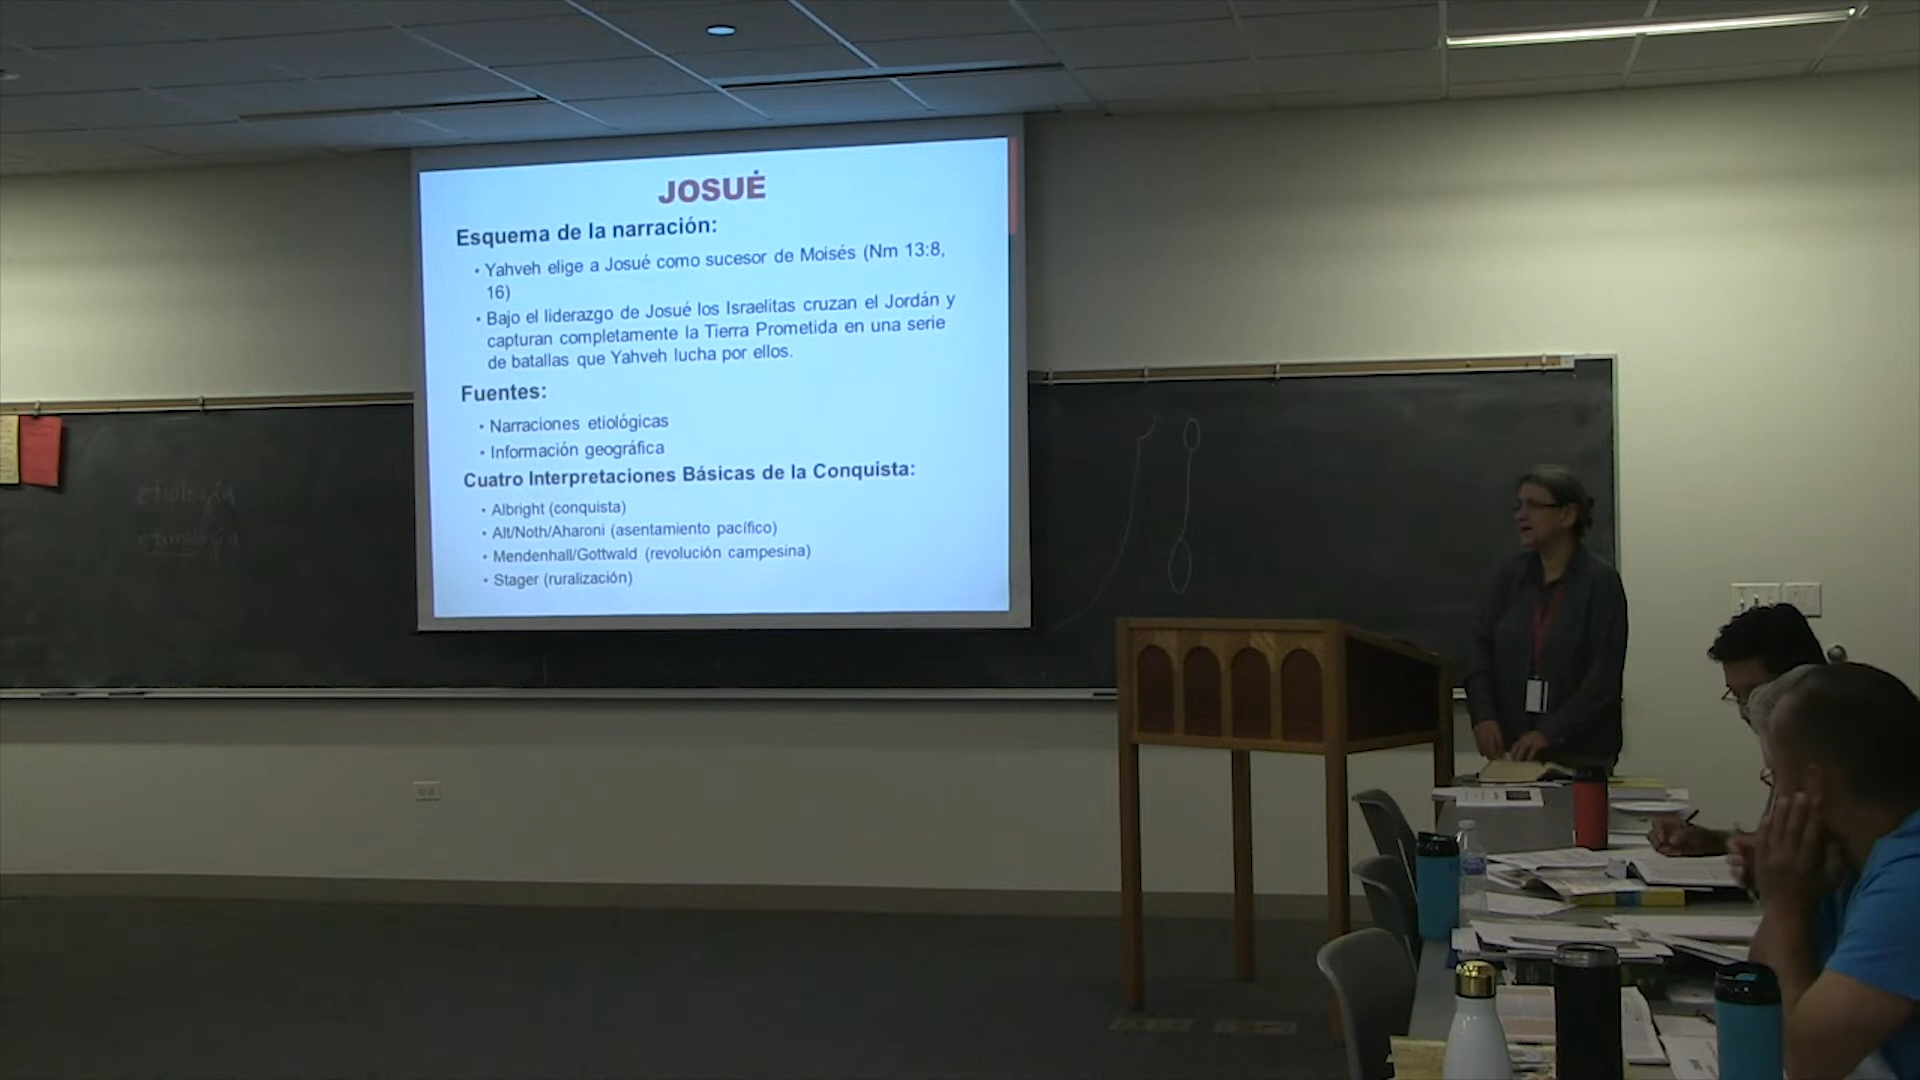 JOSUĖ
Esquema de la narración:
• Yahveh elige a Josué como sucesor de Moisés (Nm 13:8,
16)
• Bajo el liderazgo de Josué los Israelitas cruzan el Jordán y
capturan completamente la Tierra Prometida en una serie
de batallas que Yahveh lucha por ellos.
Fuentes:
• Narraciones etiológicas
• Información geográfica
Cuatro Interpretaciones Básicas de la Conquista:
• Albright (conquista)
• Alt/Noth/Aharoni (asentamiento pacífico)
• Mendenhall/Gottwald (revolución campesina)
• Stager (ruralización)
etiología
etimología